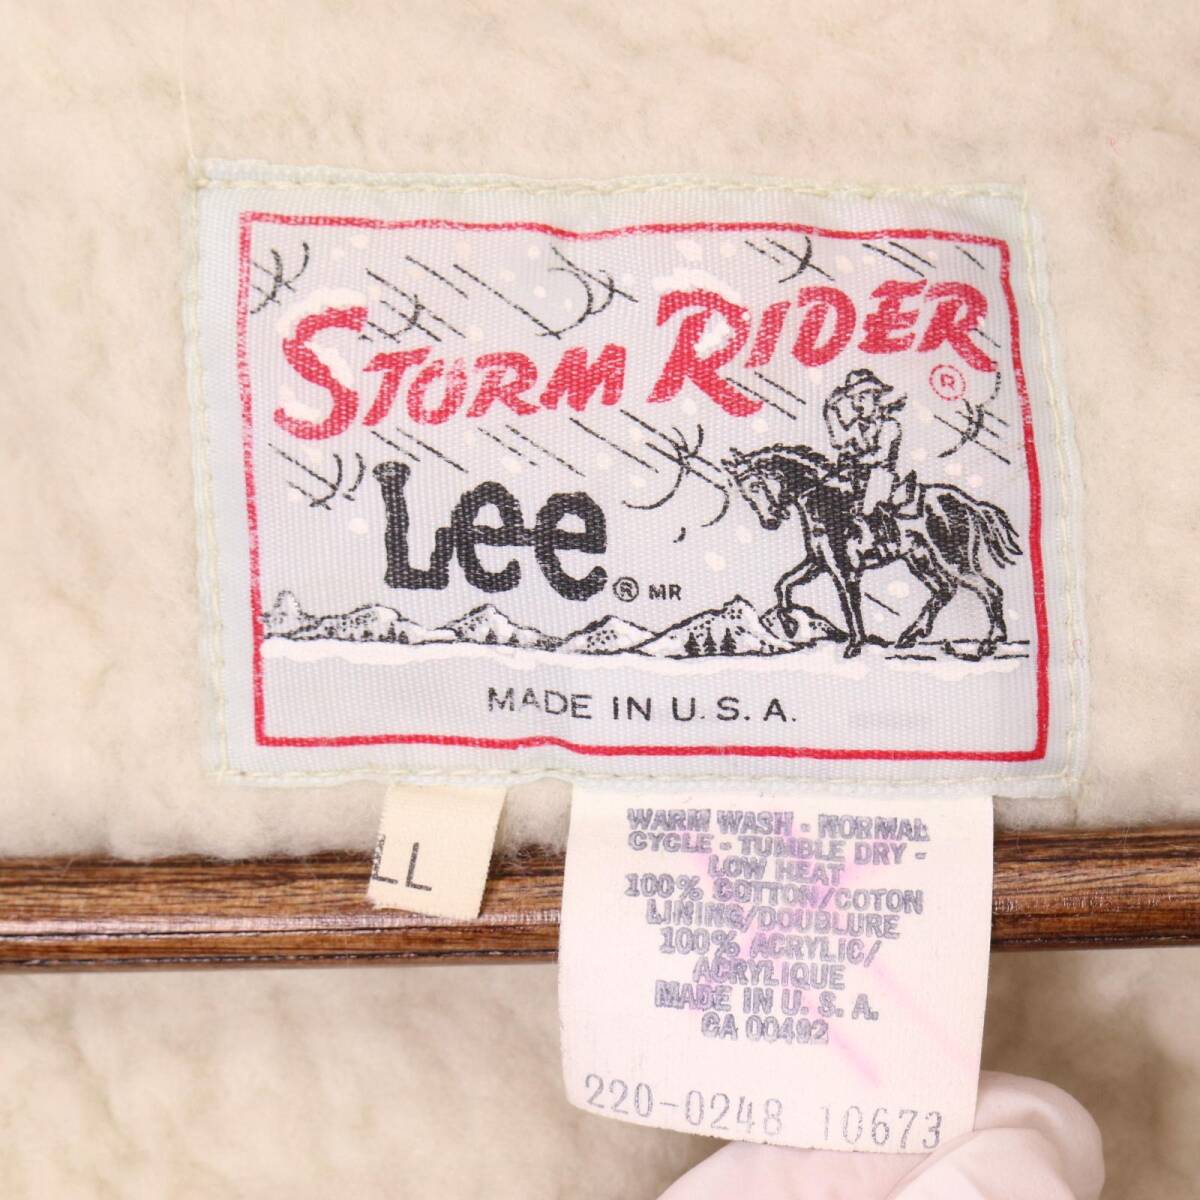 STORM RIDER
®
Lee ® MR
MADE IN U.S.A.
LL
WARM WASH - NORMAL
CYCLE - TUMBLE DRY -
LOW HEAT
100% COTTON/COTON
LINING/DOUBLURE
100% ACRYLIC/
ACRYLIQUE
MADE IN U.S.A.
CA 00492
220-0248 10673